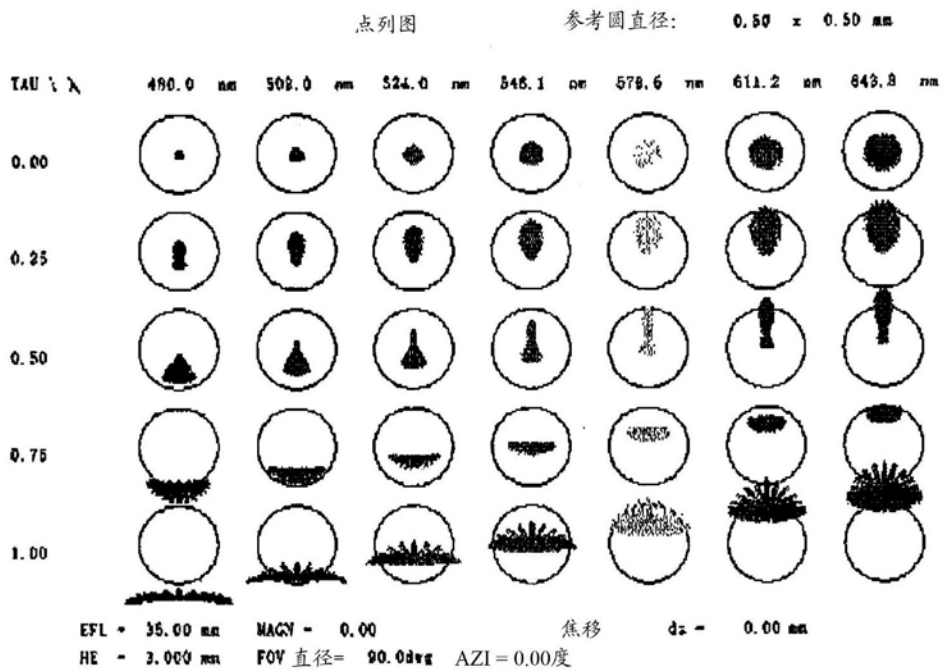 点列图 参考圆直径: 0.50 x 0.50 mm
TAU \ λ 480.0 nm 508.0 nm 524.0 nm 546.1 nm 578.6 nm 611.2 nm 643.8 nm
0.00
0.25
0.50
0.75
1.00
EFL = 35.00 mm MAGN = 0.00 焦移 dz = 0.00 mm
HE = 3.000 mm FOV 直径= 90.0deg AZI = 0.00度